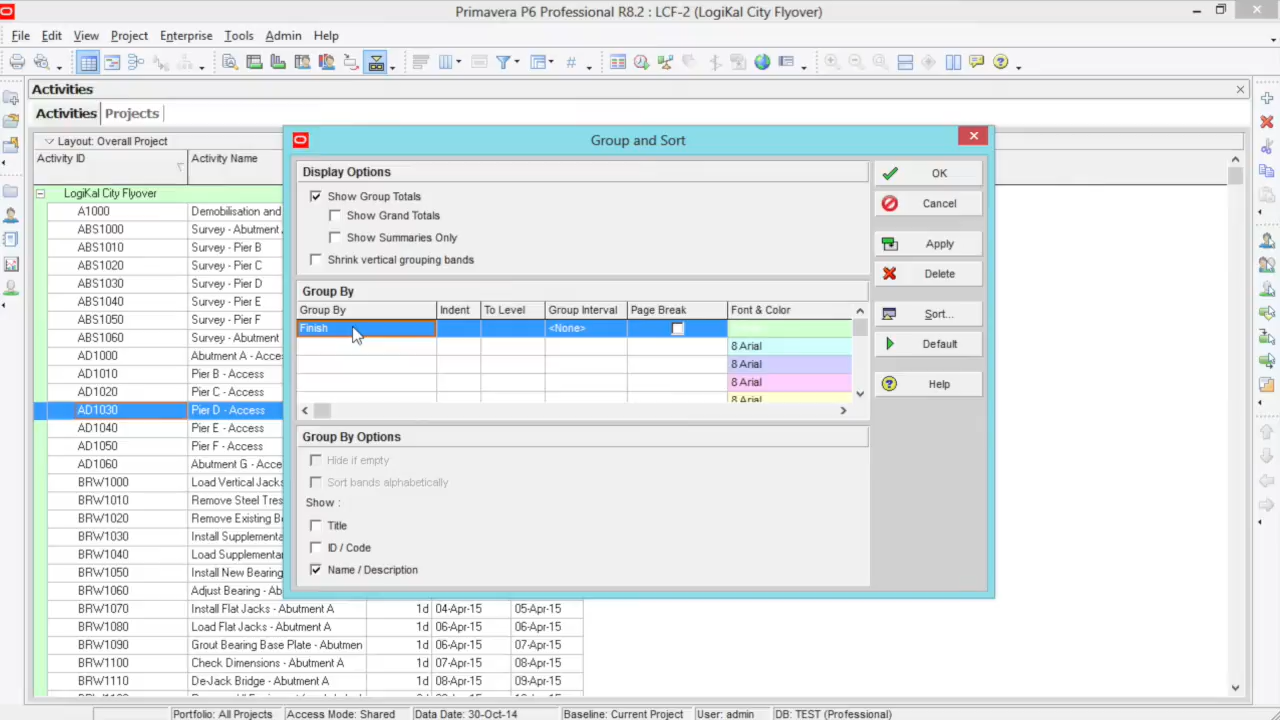 Primavera P6 Professional R8.2 : LCF-2 (LogiKal City Flyover)
File Edit View Project Enterprise Tools Admin Help
Activities
Activities Projects
Layout: Overall Project
Activity ID Activity Name
LogiKal City Flyover
A1000 Demobilisation and
ABS1000 Survey - Abutment
ABS1010 Survey - Pier B
ABS1020 Survey - Pier C
ABS1030 Survey - Pier D
ABS1040 Survey - Pier E
ABS1050 Survey - Pier F
ABS1060 Survey - Abutment
AD1000 Abutment A - Acce
AD1010 Pier B - Access
AD1020 Pier C - Access
AD1030 Pier D - Access
AD1040 Pier E - Access
AD1050 Pier F - Access
AD1060 Abutment G - Acce
BRW1000 Load Vertical Jack
BRW1010 Remove Steel Tres
BRW1020 Remove Existing B
BRW1030 Install Supplementa
BRW1040 Load Supplementa
BRW1050 Install New Bearing
BRW1060 Adjust Bearing - Ab
BRW1070 Install Flat Jacks - Abutment A 1d 04-Apr-15 05-Apr-15
BRW1080 Load Flat Jacks - Abutment A 1d 06-Apr-15 06-Apr-15
BRW1090 Grout Bearing Base Plate - Abutmen 1d 06-Apr-15 07-Apr-15
BRW1100 Check Dimensions - Abutment A 1d 07-Apr-15 08-Apr-15
BRW1110 De-Jack Bridge - Abutment A 1d 08-Apr-15 09-Apr-15
Group and Sort
Display Options
Show Group Totals
Show Grand Totals
Show Summaries Only
Shrink vertical grouping bands
Group By
Group By Indent To Level Group Interval Page Break Font & Color
Finish <None>
8 Arial
8 Arial
8 Arial
8 Arial
Group By Options
Hide if empty
Sort bands alphabetically
Show :
Title
ID / Code
Name / Description
OK
Cancel
Apply
Delete
Sort...
Default
Help
Portfolio: All Projects Access Mode: Shared Data Date: 30-Oct-14 Baseline: Current Project User: admin DB: TEST (Professional)